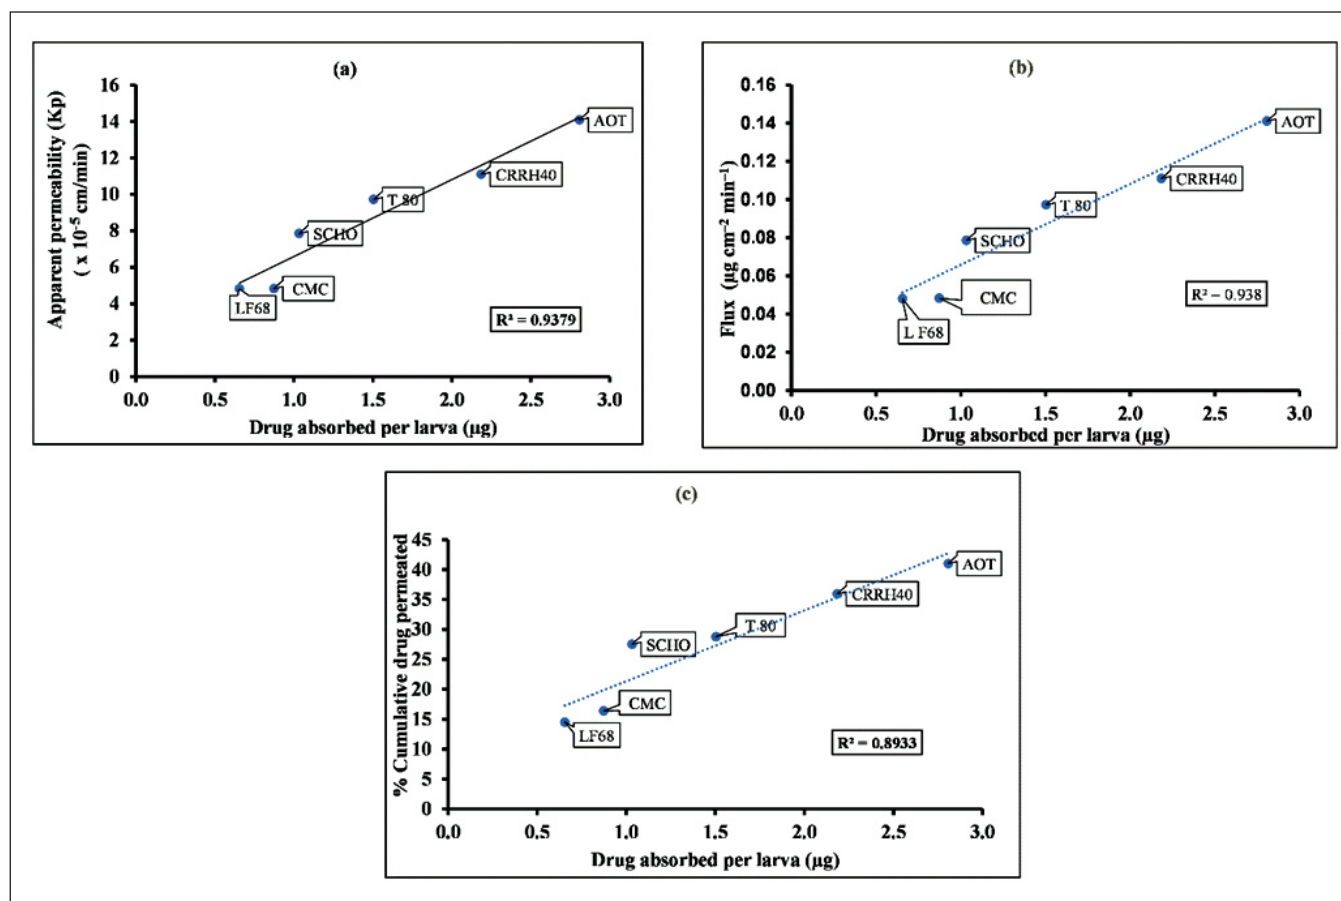 (a)
Apparent permeability (Kp)
( x 10⁻⁵ cm/min)
16
14
12
10
8
6
4
2
0
AOT
CRRH40
T 80
SCHO
CMC
LF68
R² = 0.9379
0.0 0.5 1.0 1.5 2.0 2.5 3.0
Drug absorbed per larva (µg)
(b)
Flux (µg cm⁻² min⁻¹)
0.16
0.14
0.12
0.10
0.08
0.06
0.04
0.02
0.00
AOT
CRRH40
T 80
SCHO
CMC
L F68
R² – 0.938
0.0 0.5 1.0 1.5 2.0 2.5 3.0
Drug absorbed per larva (µg)
(c)
% Cumulative drug permeated
45
40
35
30
25
20
15
10
5
0
AOT
CRRH40
T 80
SCHO
CMC
LF68
R² = 0.8933
0.0 0.5 1.0 1.5 2.0 2.5 3.0
Drug absorbed per larva (µg)